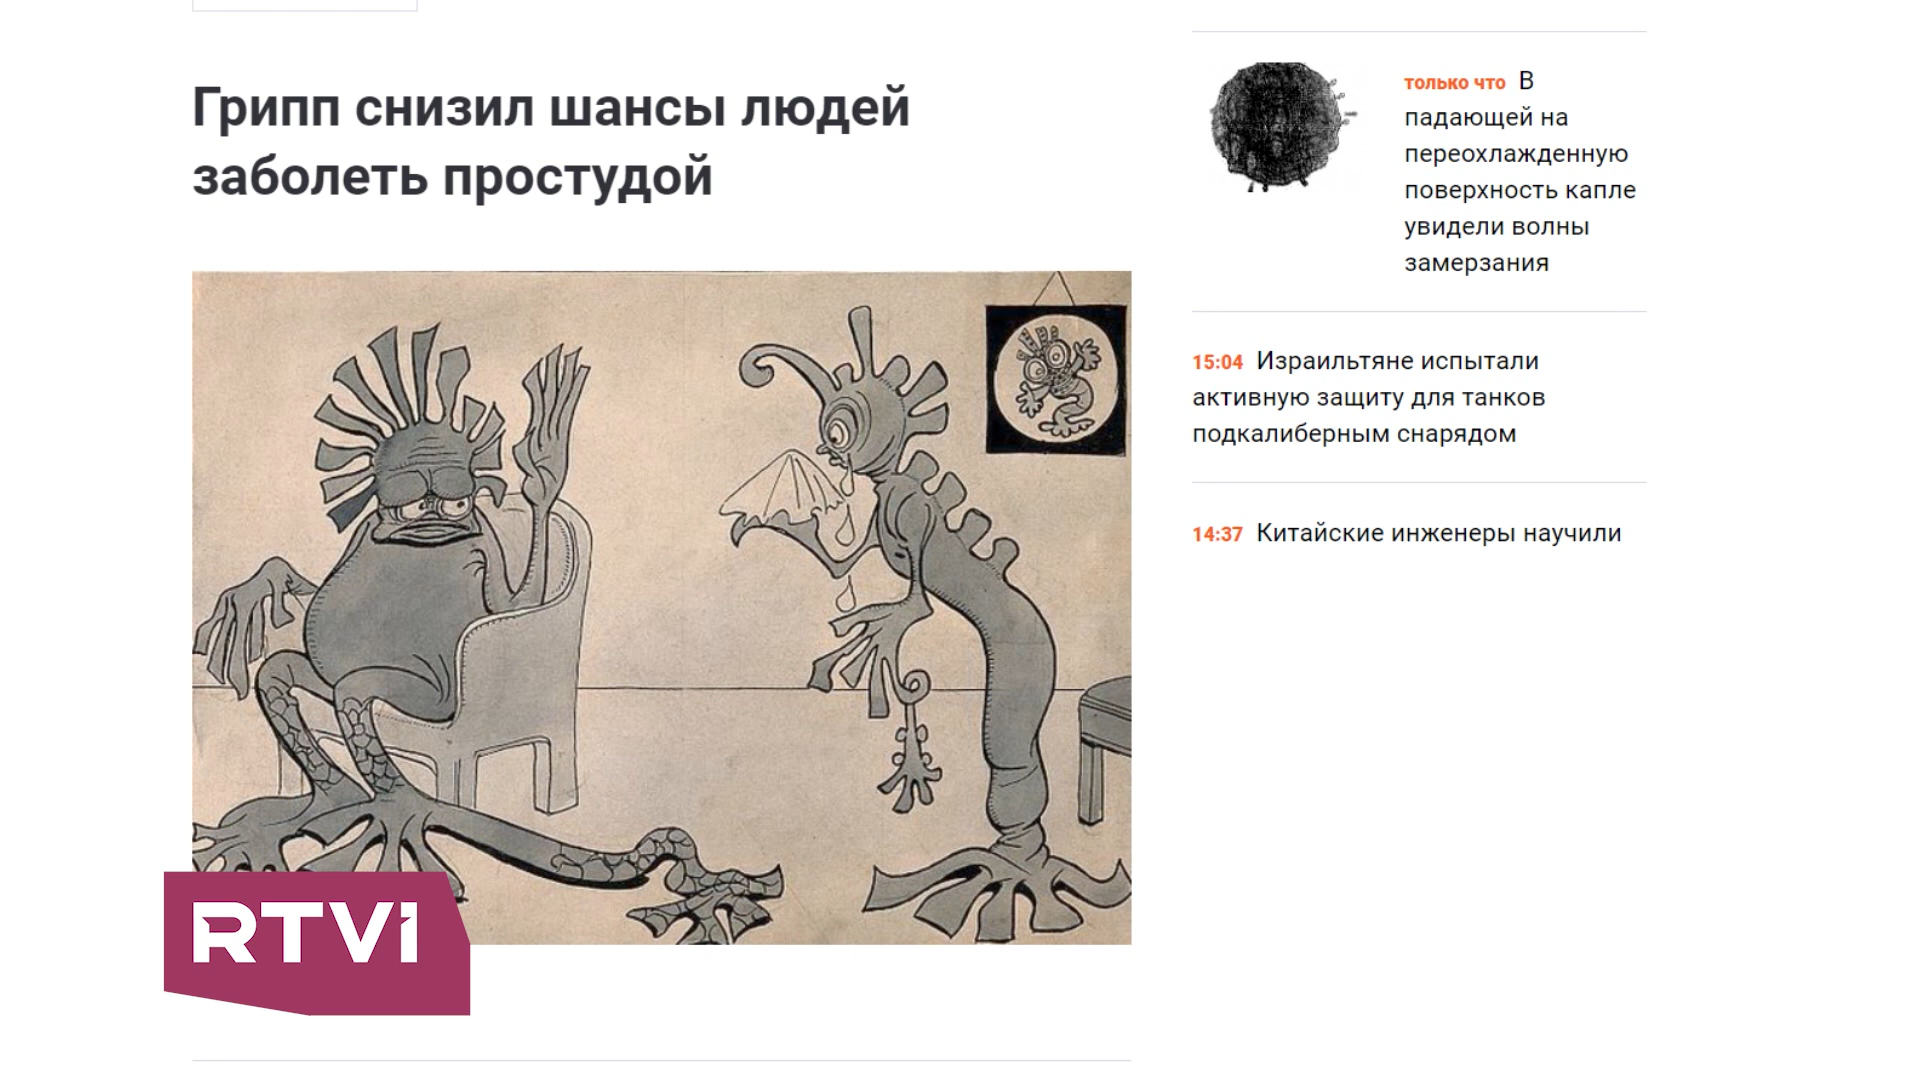 Грипп снизил шансы людей
заболеть простудой
RTVi
только что В
падающей на
переохлажденную
поверхность капле
увидели волны
замерзания
15:04 Израильтяне испытали
активную защиту для танков
подкалиберным снарядом
14:37 Китайские инженеры научили